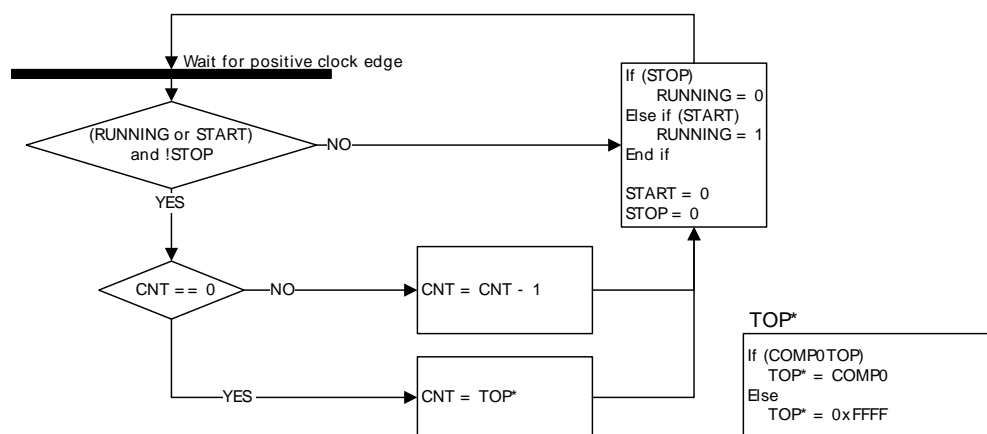 Wait for positive clock edge
If (STOP)
RUNNING = 0
Else if (START)
RUNNING = 1
End if
START = 0
STOP = 0
(RUNNING or START)
and !STOP
NO
YES
CNT == 0
NO
CNT = CNT - 1
YES
CNT = TOP*
TOP*
If (COMP0TOP)
TOP* = COMP0
Else
TOP* = 0xFFFF